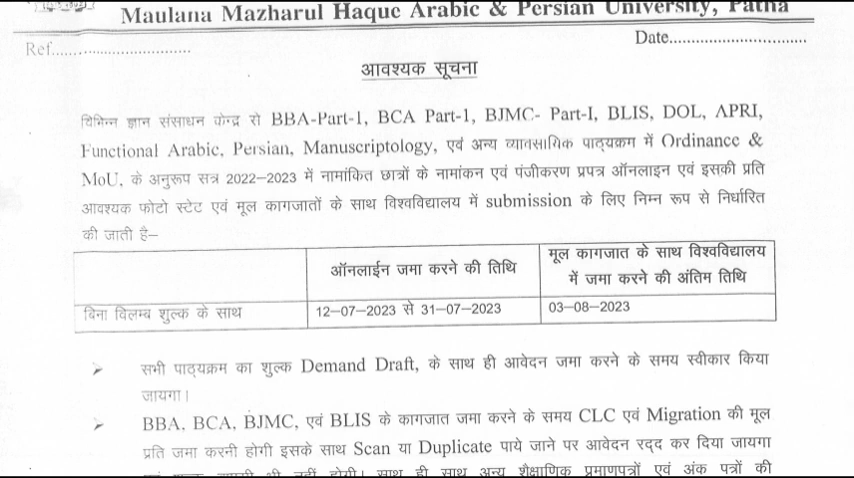 Maulana Mazharul Haque Arabic & Persian University, Patna
Ref................................
Date...............................
आवश्यक सूचना
विभिन्न ज्ञान संसाधन केन्द्र से BBA-Part-1, BCA Part-1, BJMC- Part-I, BLIS, DOL, APRI,
Functional Arabic, Persian, Manuscriptology, एवं अन्य व्यावसायिक पाठ्यक्रम में Ordinance &
MoU, के अनुरूप सत्र 2022–2023 में नामांकित छात्रों के नामांकन एवं पंजीकरण प्रपत्र ऑनलाइन एवं इसकी प्रति
आवश्यक फोटो स्टेट एवं मूल कागजातों के साथ विश्वविद्यालय में submission के लिए निम्न रूप से निर्धारित
की जाती है–
ऑनलाईन जमा करने की तिथि
मूल कागजात के साथ विश्वविद्यालय
में जमा करने की अंतिम तिथि
बिना विलम्ब शुल्क के साथ
12–07–2023 से 31–07–2023
03–08–2023
➢ सभी पाठ्यक्रम का शुल्क Demand Draft, के साथ ही आवेदन जमा करने के समय स्वीकार किया
जायगा।
➢ BBA, BCA, BJMC, एवं BLIS के कागजात जमा करने के समय CLC एवं Migration की मूल
प्रति जमा करनी होगी इसके साथ Scan या Duplicate पाये जाने पर आवेदन रद्द कर दिया जायगा
एवं शुल्क वापसी भी नहीं होगी। साथ ही साथ अन्य शैक्षाणिक प्रमाणपत्रों एवं अंक पत्रों की